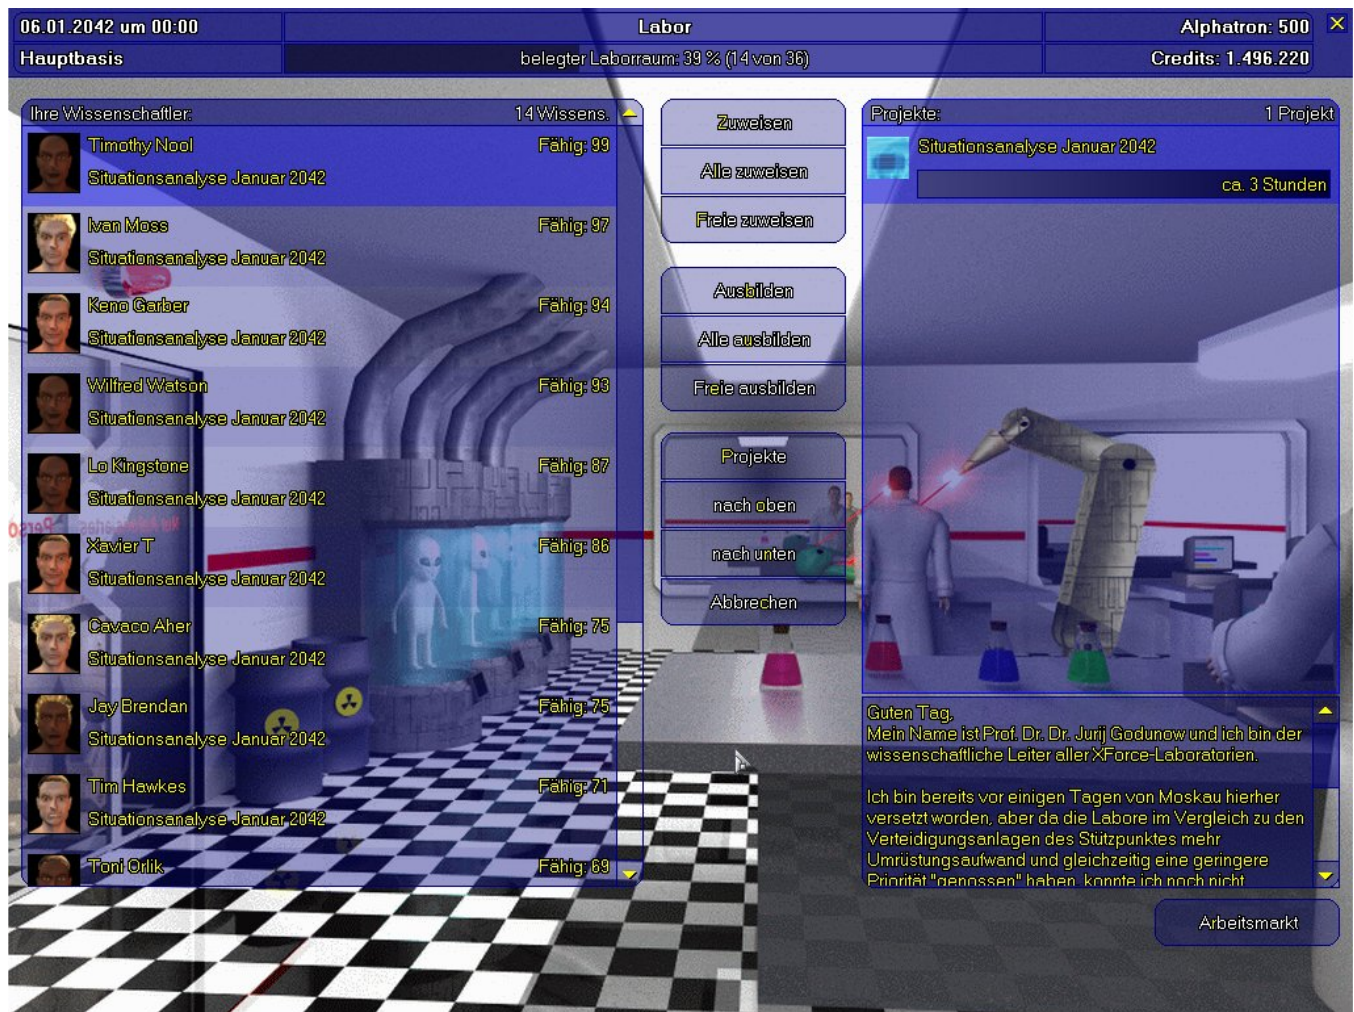 06.01.2042 um 00:00
Labor
Alphatron: 500
Hauptbasis
belegter Laborraum: 39 % (14 von 36)
Credits: 1.496.220
Ihre Wissenschaftler:
14 Wissens.
Timothy Nool
Fähig: 99
Situationsanalyse Januar 2042
Ivan Moss
Fähig: 97
Situationsanalyse Januar 2042
Keno Garber
Fähig: 94
Situationsanalyse Januar 2042
Wilfred Watson
Fähig: 93
Situationsanalyse Januar 2042
Lo Kingstone
Fähig: 87
Situationsanalyse Januar 2042
Xavier T
Fähig: 86
Situationsanalyse Januar 2042
Cavaco Aher
Fähig: 75
Situationsanalyse Januar 2042
Jay Brendan
Fähig: 75
Situationsanalyse Januar 2042
Tim Hawkes
Fähig: 71
Situationsanalyse Januar 2042
Toni Orlik
Fähig: 69
Zuweisen
Alle zuweisen
Freie zuweisen
Ausbilden
Alle ausbilden
Freie ausbilden
Projekte
nach oben
nach unten
Abbrechen
Projekte:
1 Projekt
Situationsanalyse Januar 2042
ca. 3 Stunden
Guten Tag,
Mein Name ist Prof. Dr. Dr. Jurij Godunow und ich bin der
wissenschaftliche Leiter aller XForce-Laboratorien.
Ich bin bereits vor einigen Tagen von Moskau hierher
versetzt worden, aber da die Labore im Vergleich zu den
Verteidigungsanlagen des Stützpunktes mehr
Umrüstungsaufwand und gleichzeitig eine geringere
Priorität "genossen" haben, konnte ich noch nicht
Arbeitsmarkt